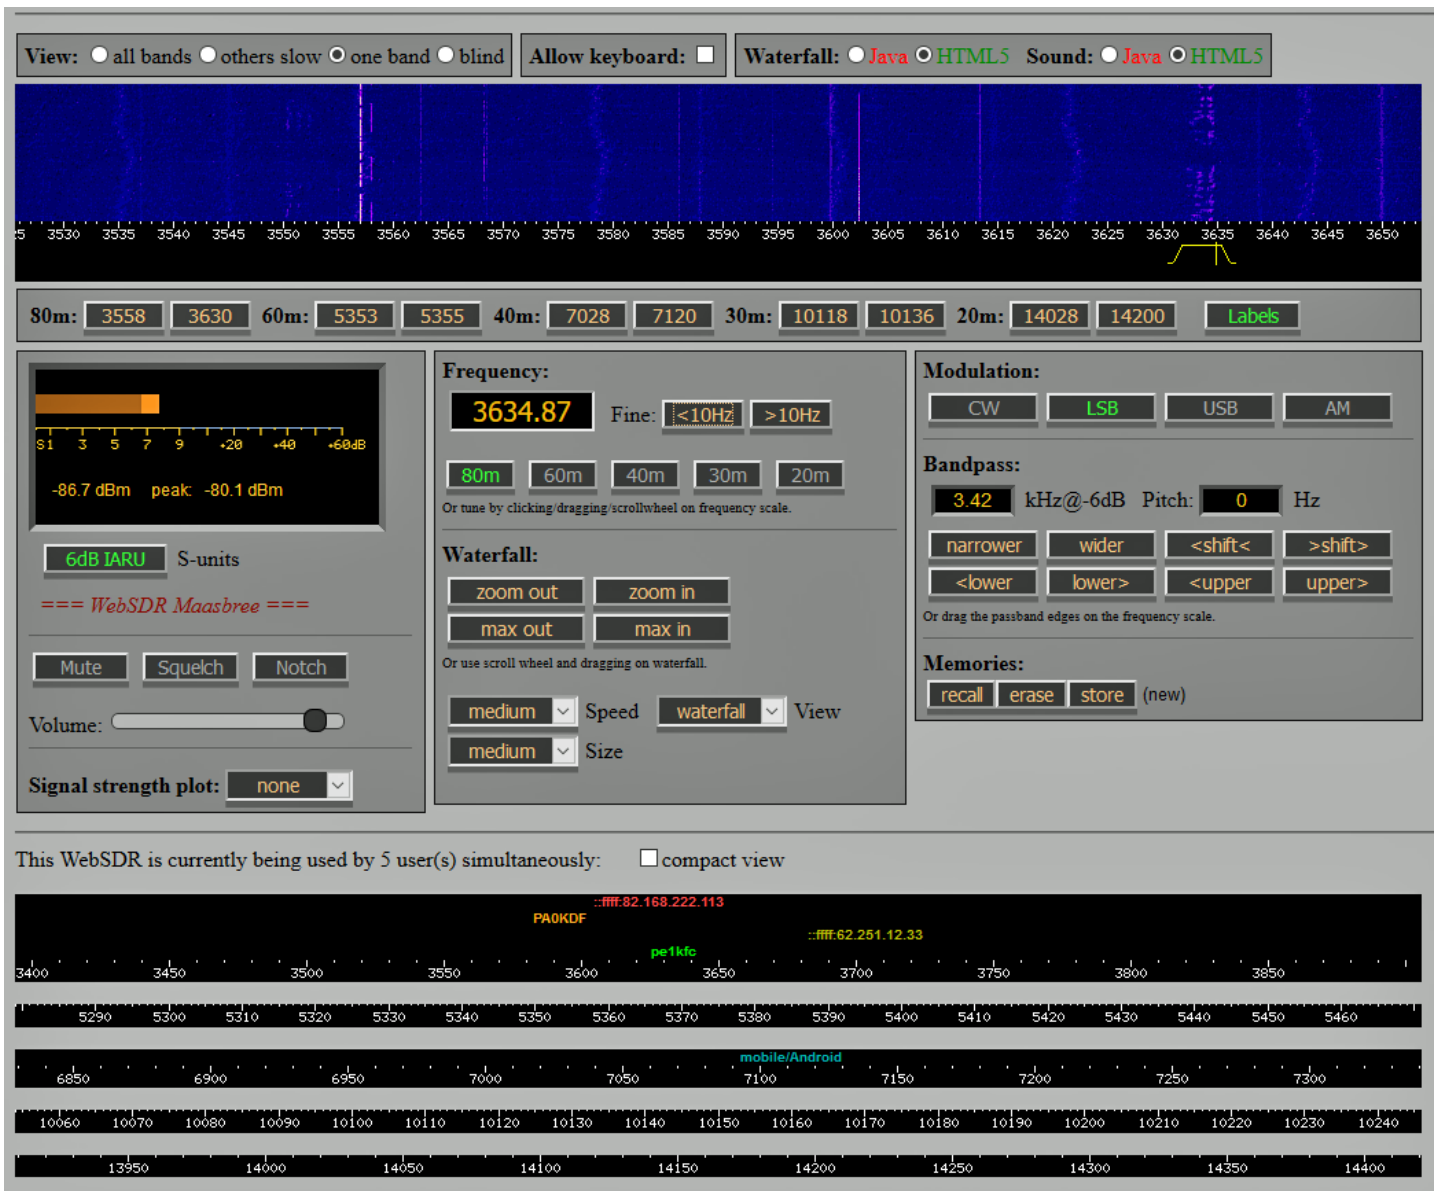 View: all bands others slow one band blind Allow keyboard: Waterfall: Java HTML5 Sound: Java HTML5
5 3530 3535 3540 3545 3550 3555 3560 3565 3570 3575 3580 3585 3590 3595 3600 3605 3610 3615 3620 3625 3630 3635 3640 3645 3650
80m: 3558 3630 60m: 5353 5355 40m: 7028 7120 30m: 10118 10136 20m: 14028 14200 Labels
S1 3 5 7 9 +20 +40 +60dB
-86.7 dBm peak: -80.1 dBm
6dB IARU S-units
=== WebSDR Maasbree ===
Mute Squelch Notch
Volume:
Signal strength plot: none
Frequency:
3634.87 Fine: <10Hz >10Hz
80m 60m 40m 30m 20m
Or tune by clicking/dragging/scrollwheel on frequency scale.
Waterfall:
zoom out zoom in
max out max in
Or use scroll wheel and dragging on waterfall.
medium Speed waterfall View
medium Size
Modulation:
CW LSB USB AM
Bandpass:
3.42 kHz@-6dB Pitch: 0 Hz
narrower wider <shift< >shift>
<lower lower> <upper upper>
Or drag the passband edges on the frequency scale.
Memories:
recall erase store (new)
This WebSDR is currently being used by 5 user(s) simultaneously: compact view
::ffff:82.168.222.113
PA0KDF
::ffff:62.251.12.33
pe1kfc
3400 3450 3500 3550 3600 3650 3700 3750 3800 3850
5290 5300 5310 5320 5330 5340 5350 5360 5370 5380 5390 5400 5410 5420 5430 5440 5450 5460
mobile/Android
6850 6900 6950 7000 7050 7100 7150 7200 7250 7300
10060 10070 10080 10090 10100 10110 10120 10130 10140 10150 10160 10170 10180 10190 10200 10210 10220 10230 10240
13950 14000 14050 14100 14150 14200 14250 14300 14350 14400